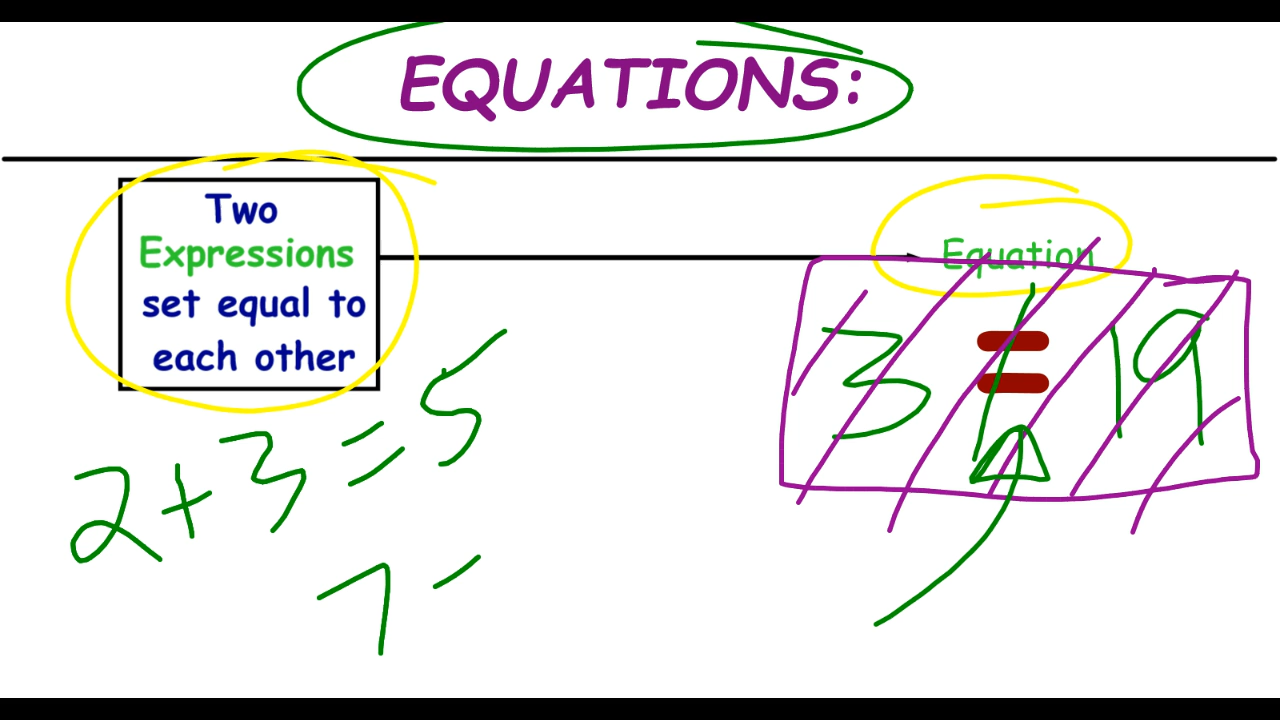 EQUATIONS:
Two
Expressions
set equal to
each other
Equation
3 = 19
2+3=5
7 -